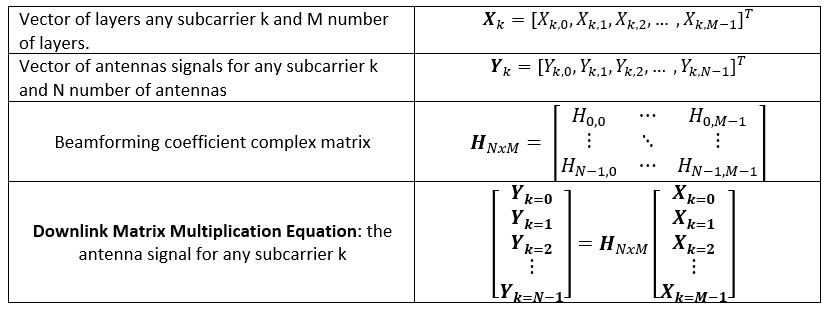 Vector of layers any subcarrier k and M number
of layers.
X_k = [X_{k,0}, X_{k,1}, X_{k,2}, … , X_{k,M−1}]^T
Vector of antennas signals for any subcarrier k
and N number of antennas
Y_k = [Y_{k,0}, Y_{k,1}, Y_{k,2}, … , Y_{k,N−1}]^T
Beamforming coefficient complex matrix
H_{NxM} = [
H_{0,0} ⋯ H_{0,M−1}
⋮ ⋱ ⋮
H_{N−1,0} ⋯ H_{N−1,M−1}
]
Downlink Matrix Multiplication Equation: the
antenna signal for any subcarrier k
[
Y_{k=0}
Y_{k=1}
Y_{k=2}
⋮
Y_{k=N−1}
] = H_{NxM} [
X_{k=0}
X_{k=1}
X_{k=2}
⋮
X_{k=M−1}
]